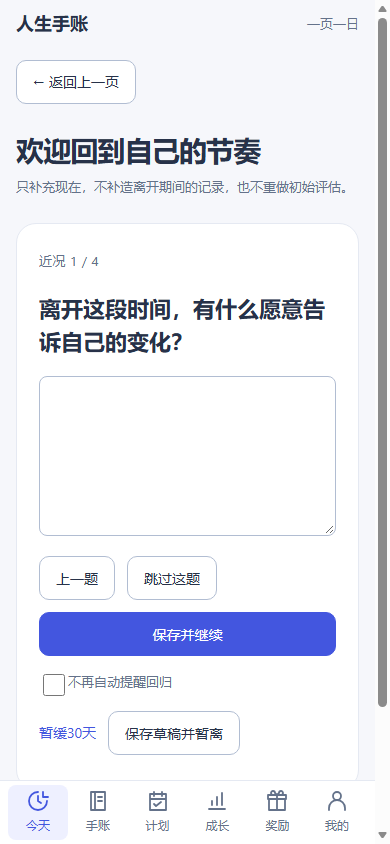 人生手账
一页一日
← 返回上一页
欢迎回到自己的节奏
只补充现在，不补造离开期间的记录，也不重做初始评估。
近况 1 / 4
离开这段时间，有什么愿意告
诉自己的变化？
上一题
跳过这题
保存并继续
不再自动提醒回归
暂缓30天
保存草稿并暂离
今天
手账
计划
成长
奖励
我的